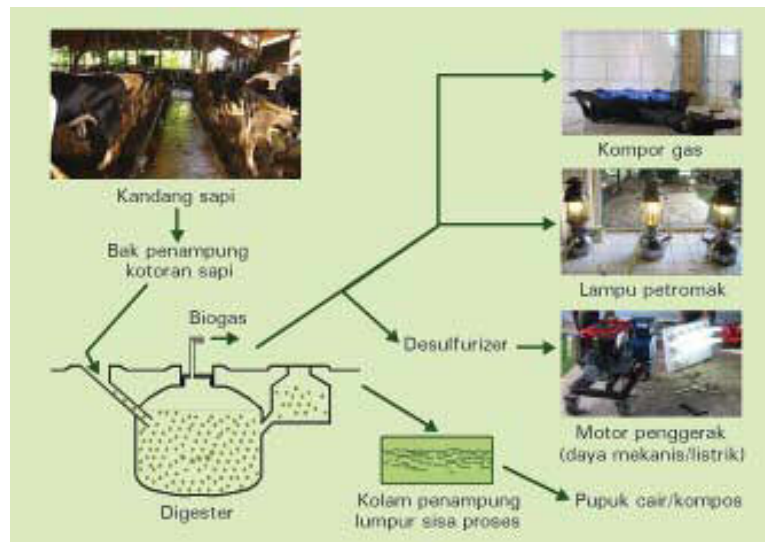 Kandang sapi
Bak penampung
kotoran sapi
Biogas
Digester
Kompor gas
Lampu petromak
Desulfurizer
Motor penggerak
(daya mekanis/listrik)
Kolam penampung
lumpur sisa proses
Pupuk cair/kompos